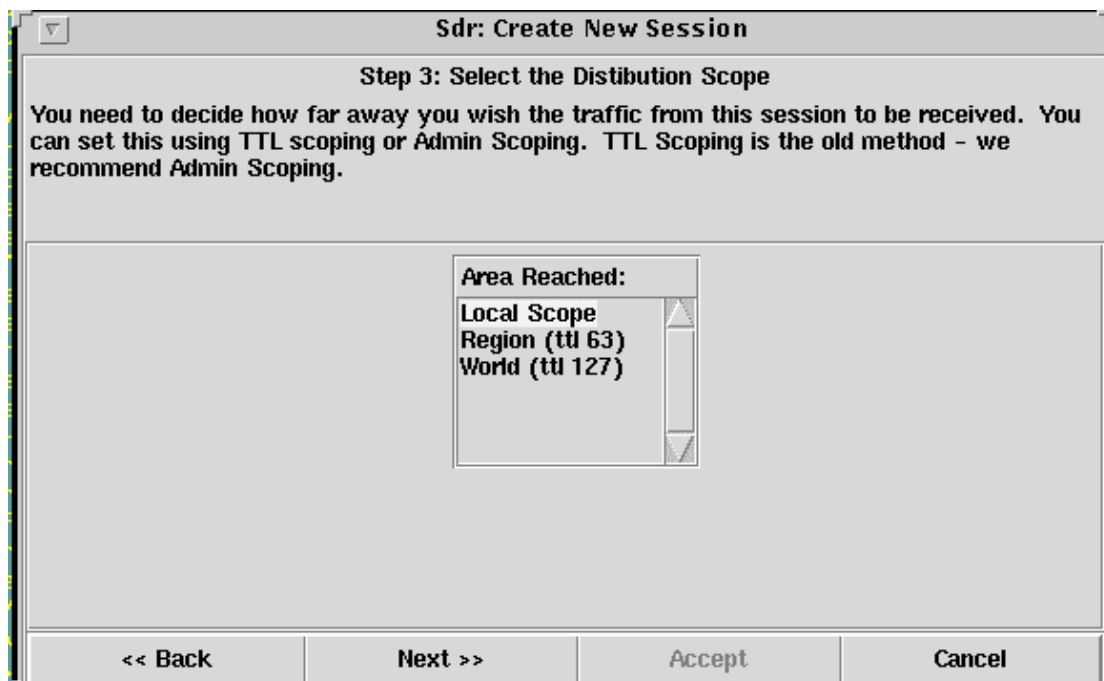 Sdr: Create New Session
Step 3: Select the Distibution Scope
You need to decide how far away you wish the traffic from this session to be received. You
can set this using TTL scoping or Admin Scoping. TTL Scoping is the old method - we
recommend Admin Scoping.
Area Reached:
Local Scope
Region (ttl 63)
World (ttl 127)
<< Back
Next >>
Accept
Cancel